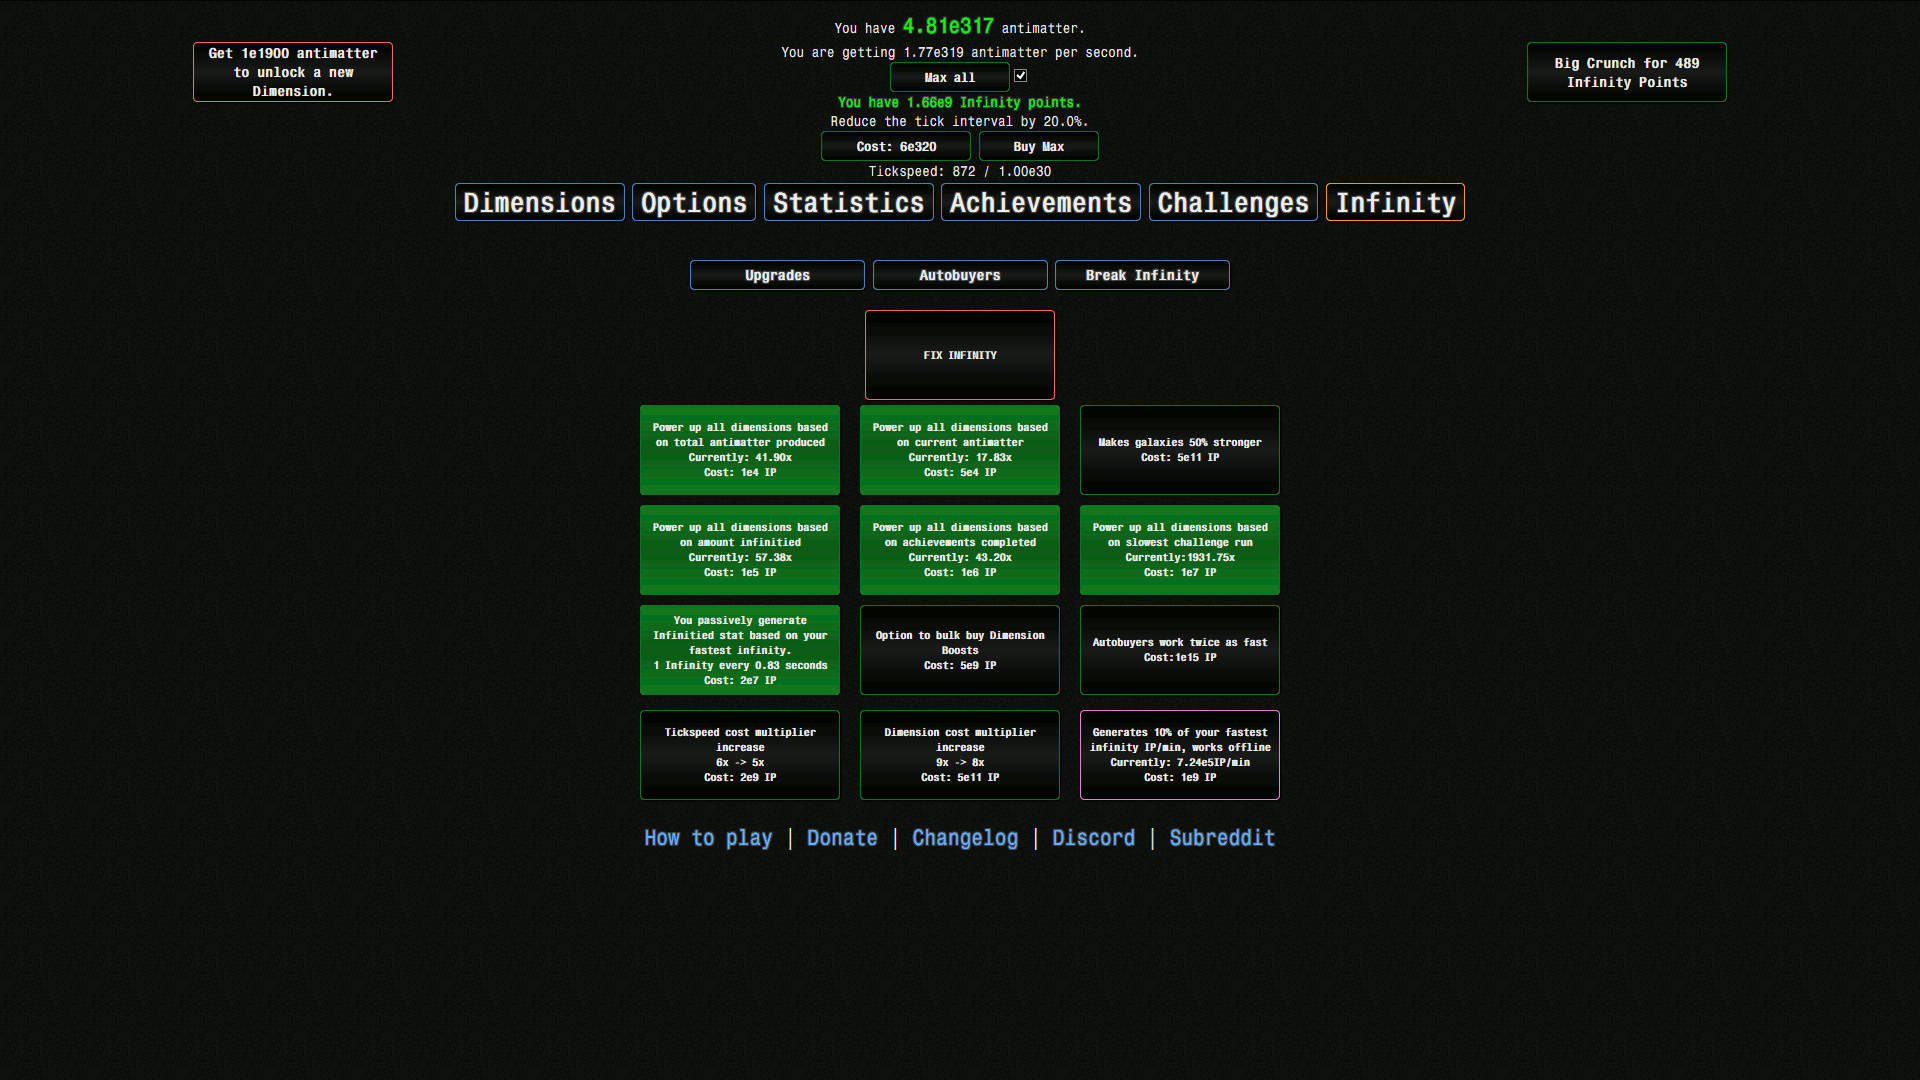 You have 4.81e317 antimatter.
You are getting 1.77e319 antimatter per second.
Get 1e1900 antimatter
to unlock a new
Dimension.
Max all
Big Crunch for 489
Infinity Points
You have 1.66e9 Infinity points.
Reduce the tick interval by 20.0%.
Cost: 6e320
Buy Max
Tickspeed: 872 / 1.00e30
Dimensions
Options
Statistics
Achievements
Challenges
Infinity
Upgrades
Autobuyers
Break Infinity
FIX INFINITY
Power up all dimensions based
on total antimatter produced
Currently: 41.90x
Cost: 1e4 IP
Power up all dimensions based
on current antimatter
Currently: 17.83x
Cost: 5e4 IP
Makes galaxies 50% stronger
Cost: 5e11 IP
Power up all dimensions based
on amount infinitied
Currently: 57.38x
Cost: 1e5 IP
Power up all dimensions based
on achievements completed
Currently: 43.20x
Cost: 1e6 IP
Power up all dimensions based
on slowest challenge run
Currently:1931.75x
Cost: 1e7 IP
You passively generate
Infinitied stat based on your
fastest infinity.
1 Infinity every 0.83 seconds
Cost: 2e7 IP
Option to bulk buy Dimension
Boosts
Cost: 5e9 IP
Autobuyers work twice as fast
Cost:1e15 IP
Tickspeed cost multiplier
increase
6x -> 5x
Cost: 2e9 IP
Dimension cost multiplier
increase
9x -> 8x
Cost: 5e11 IP
Generates 10% of your fastest
infinity IP/min, works offline
Currently: 7.24e5IP/min
Cost: 1e9 IP
How to play | Donate | Changelog | Discord | Subreddit